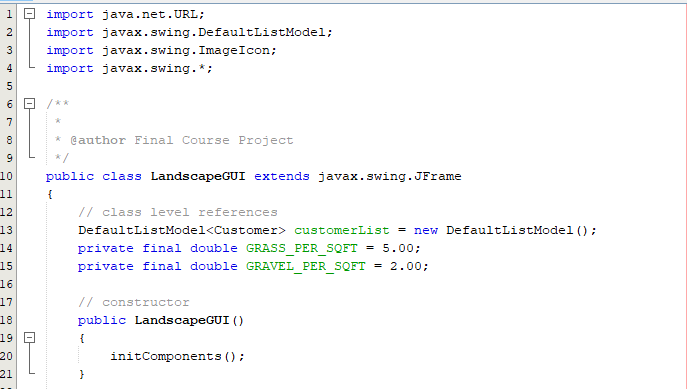 1 import java.net.URL;
2 import javax.swing.DefaultListModel;
3 import javax.swing.ImageIcon;
4 import javax.swing.*;
5
6 /**
7 *
8 * @author Final Course Project
9 */
10 public class LandscapeGUI extends javax.swing.JFrame
11 {
12 // class level references
13 DefaultListModel<Customer> customerList = new DefaultListModel();
14 private final double GRASS_PER_SQFT = 5.00;
15 private final double GRAVEL_PER_SQFT = 2.00;
16
17 // constructor
18 public LandscapeGUI()
19 {
20 initComponents();
21 }